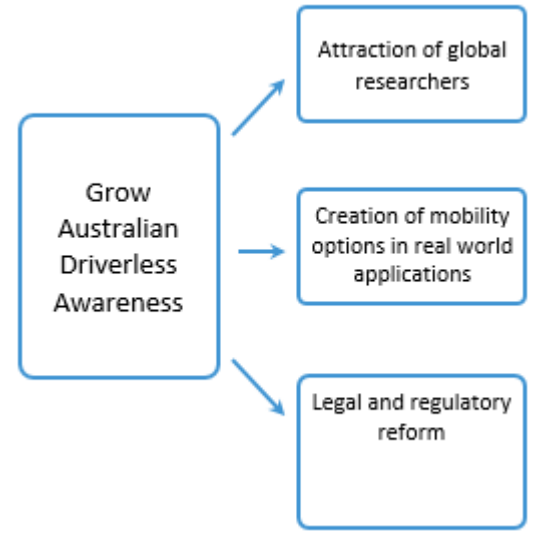 Grow
Australian
Driverless
Awareness
Attraction of global
researchers
Creation of mobility
options in real world
applications
Legal and regulatory
reform